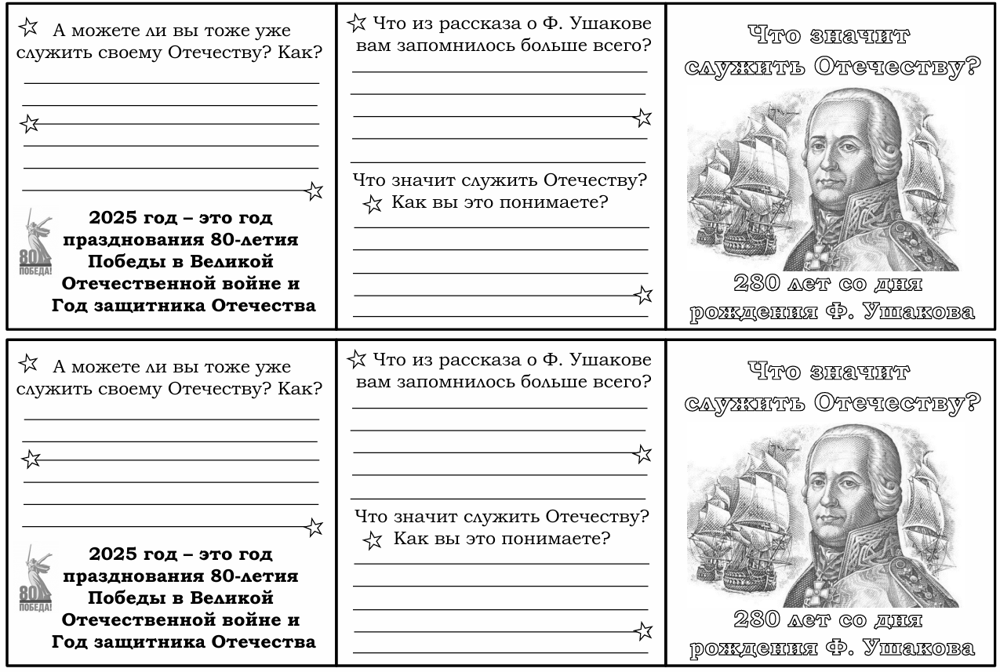 А можете ли вы тоже уже
служить своему Отечеству? Как?
80
ПОБЕДА!
2025 год – это год
празднования 80-летия
Победы в Великой
Отечественной войне и
Год защитника Отечества
Что из рассказа о Ф. Ушакове
вам запомнилось больше всего?
Что значит служить Отечеству?
Как вы это понимаете?
Что значит
служить Отечеству?
280 лет со дня
рождения Ф. Ушакова
А можете ли вы тоже уже
служить своему Отечеству? Как?
80
ПОБЕДА!
2025 год – это год
празднования 80-летия
Победы в Великой
Отечественной войне и
Год защитника Отечества
Что из рассказа о Ф. Ушакове
вам запомнилось больше всего?
Что значит служить Отечеству?
Как вы это понимаете?
Что значит
служить Отечеству?
280 лет со дня
рождения Ф. Ушакова